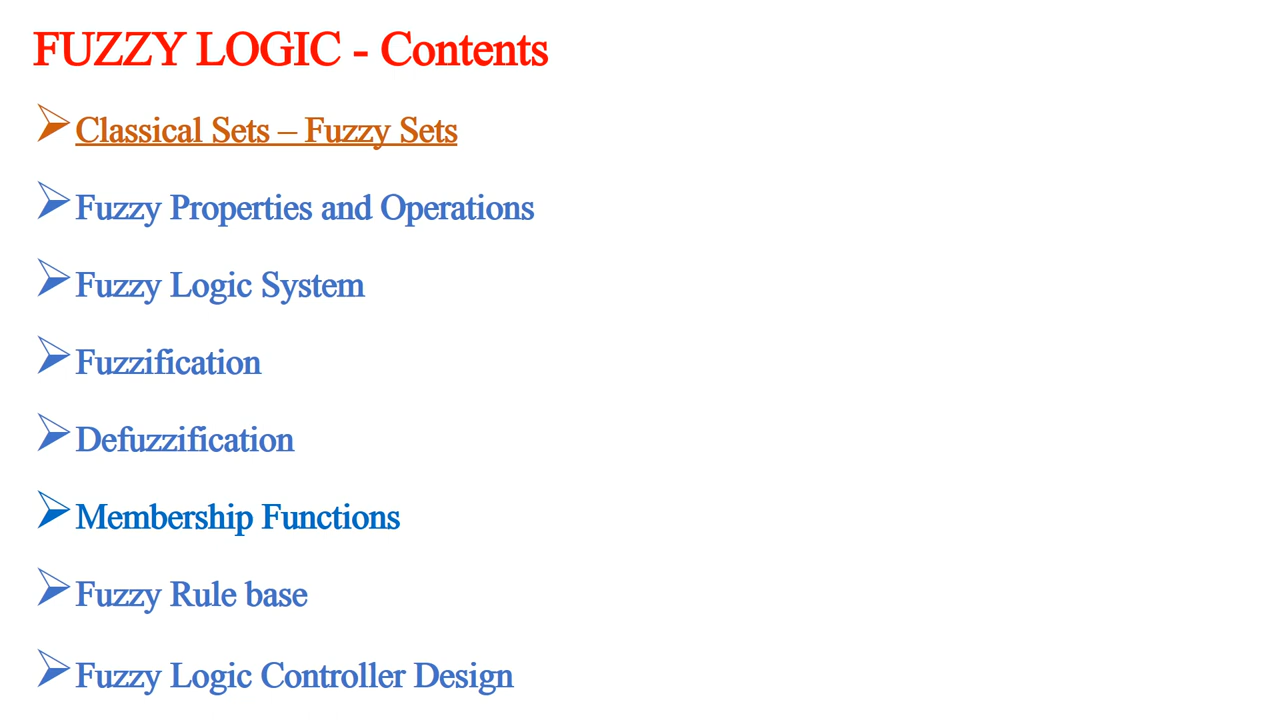 FUZZY LOGIC - Contents
Classical Sets – Fuzzy Sets
Fuzzy Properties and Operations
Fuzzy Logic System
Fuzzification
Defuzzification
Membership Functions
Fuzzy Rule base
Fuzzy Logic Controller Design